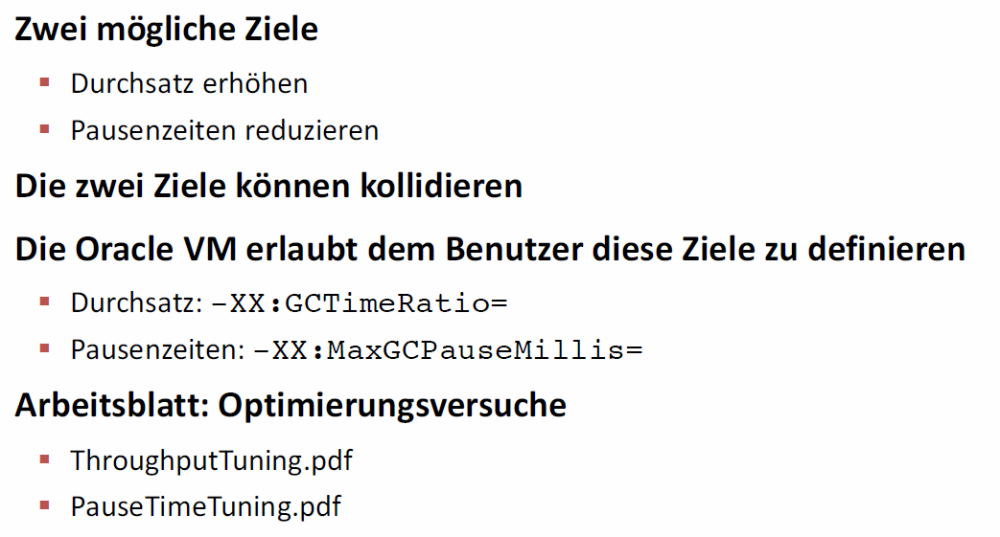 Zwei mögliche Ziele
▪ Durchsatz erhöhen
▪ Pausenzeiten reduzieren
Die zwei Ziele können kollidieren
Die Oracle VM erlaubt dem Benutzer diese Ziele zu definieren
▪ Durchsatz: –XX:GCTimeRatio=
▪ Pausenzeiten: –XX:MaxGCPauseMillis=
Arbeitsblatt: Optimierungsversuche
▪ ThroughputTuning.pdf
▪ PauseTimeTuning.pdf